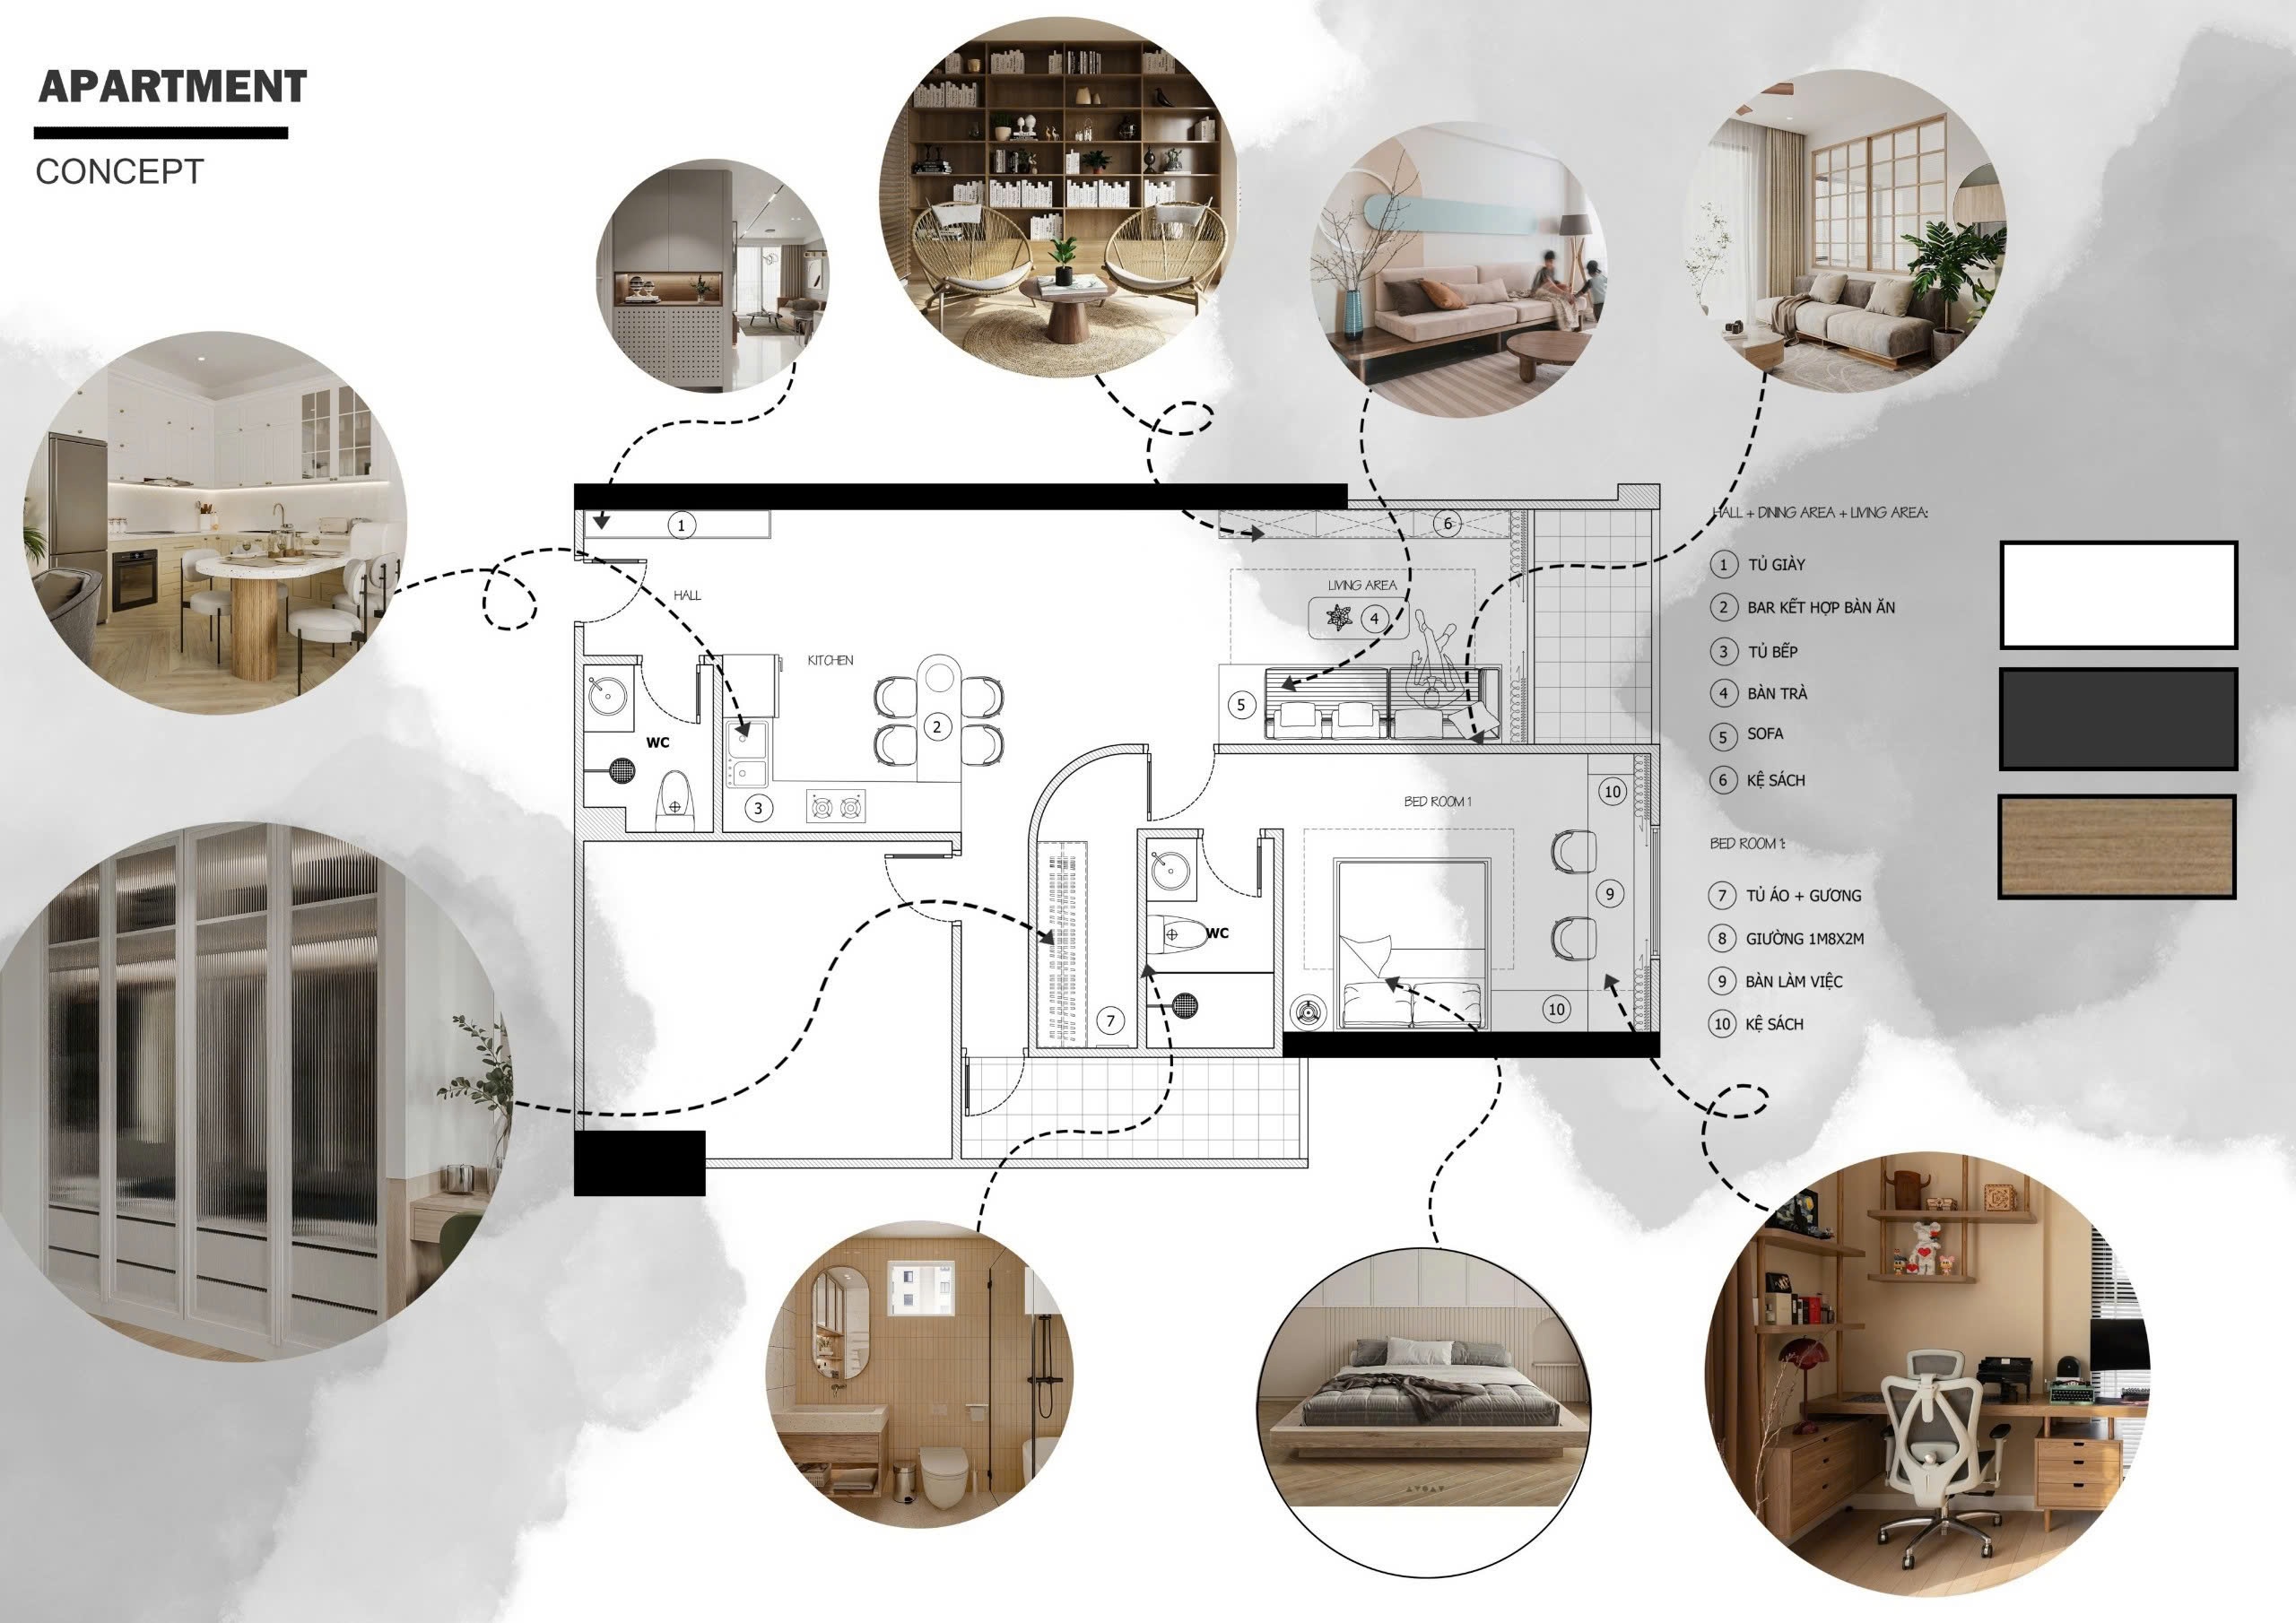 APARTMENT
CONCEPT
1
6
HALL
LIVING AREA
4
KITCHEN
2
5
WC
3
BED ROOM 1
10
9
WC
7
10
HALL + DINING AREA + LIVING AREA:
1 TỦ GIÀY
2 BAR KẾT HỢP BÀN ĂN
3 TỦ BẾP
4 BÀN TRÀ
5 SOFA
6 KỆ SÁCH
BED ROOM 1:
7 TỦ ÁO + GƯƠNG
8 GIƯỜNG 1M8X2M
9 BÀN LÀM VIỆC
10 KỆ SÁCH